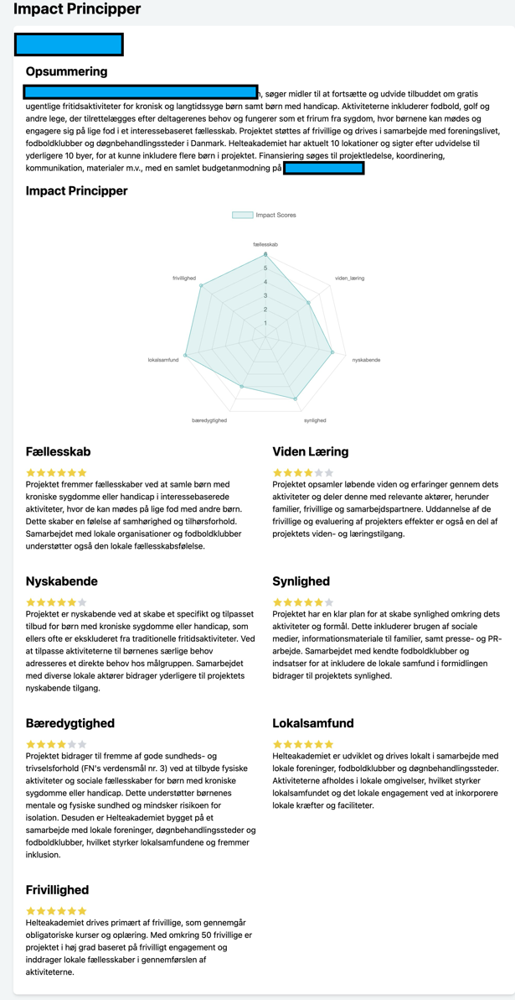 Impact Principper
Opsummering
, søger midler til at fortsætte og udvide tilbuddet om gratis
ugentlige fritidsaktiviteter for kronisk og langtidssyge børn samt børn med handicap. Aktiviteterne inkluderer fodbold, golf og
andre lege, der tilrettelægges efter deltagerenes behov og fungerer som et frirum fra sygdom, hvor børnene kan mødes og
engagere sig på lige fod i et interessebaseret fællesskab. Projektet støttes af frivillige og drives i samarbejde med foreningslivet,
fodboldklubber og døgnbehandlingssteder i Danmark. Helteakademiet har aktuelt 10 lokationer og sigter efter udvidelse til
yderligere 10 byer, for at kunne inkludere flere børn i projektet. Finansiering søges til projektledelse, koordinering,
kommunikation, materialer m.v., med en samlet budgetanmodning på
Impact Principper
Impact Scores
fællesskab
6
5
4
3
2
1
viden_læring
nyskabende
synlighed
bæredygtighed
lokalsamfund
frivillighed
Fællesskab
Projektet fremmer fællesskaber ved at samle børn med
kroniske sygdomme eller handicap i interessebaserede
aktiviteter, hvor de kan mødes på lige fod med andre børn.
Dette skaber en følelse af samhørighed og tilhørsforhold.
Samarbejdet med lokale organisationer og fodboldklubber
understøtter også den lokale fællesskabsfølelse.
Viden Læring
Projektet opsamler løbende viden og erfaringer gennem dets
aktiviteter og deler denne med relevante aktører, herunder
familier, frivillige og samarbejdspartnere. Uddannelse af de
frivillige og evaluering af projekters effekter er også en del af
projektets viden- og læringstilgang.
Nyskabende
Projektet er nyskabende ved at skabe et specifikt og tilpasset
tilbud for børn med kroniske sygdomme eller handicap, som
ellers ofte er ekskluderet fra traditionelle fritidsaktiviteter. Ved
at tilpasse aktiviteterne til børnenes særlige behov
adresseres et direkte behov hos målgruppen. Samarbejdet
med diverse lokale aktører bidrager yderligere til projektets
nyskabende tilgang.
Synlighed
Projektet har en klar plan for at skabe synlighed omkring dets
aktiviteter og formål. Dette inkluderer brugen af sociale
medier, informationsmateriale til familier, samt presse- og PR-
arbejde. Samarbejdet med kendte fodboldklubber og
indsatser for at inkludere de lokale samfund i formidlingen
bidrager til projektets synlighed.
Bæredygtighed
Projektet bidrager til fremme af gode sundheds- og
trivselsforhold (FN's verdensmål nr. 3) ved at tilbyde fysiske
aktiviteter og sociale fællesskaber for børn med kroniske
sygdomme eller handicap. Dette understøtter børnenes
mentale og fysiske sundhed og mindsker risikoen for
isolation. Desuden er Helteakademiet bygget på et
samarbejde med lokale foreninger, døgnbehandlingssteder og
fodboldklubber, hvilket styrker lokalsamfundene og fremmer
inklusion.
Lokalsamfund
Helteakademiet er udviklet og drives lokalt i samarbejde med
lokale foreninger, fodboldklubber og døgnbehandlingssteder.
Aktiviteterne afholdes i lokale omgivelser, hvilket styrker
lokalsamfundet og det lokale engagement ved at inkorporere
lokale kræfter og faciliteter.
Frivillighed
Helteakademiet drives primært af frivillige, som gennemgår
obligatoriske kurser og oplæring. Med omkring 50 frivillige er
projektet i høj grad baseret på frivilligt engagement og
inddrager lokale fællesskaber i gennemførslen af
aktiviteterne.